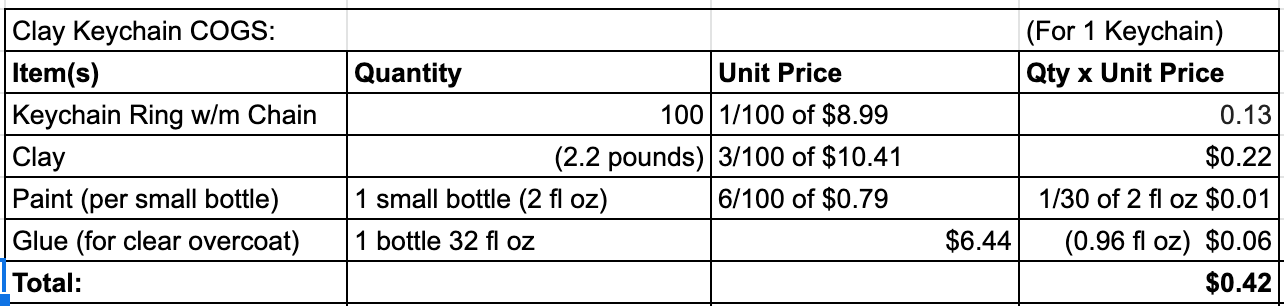 Clay Keychain COGS: (For 1 Keychain)
Item(s) Quantity Unit Price Qty x Unit Price
Keychain Ring w/m Chain 100 1/100 of $8.99 0.13
Clay (2.2 pounds) 3/100 of $10.41 $0.22
Paint (per small bottle) 1 small bottle (2 fl oz) 6/100 of $0.79 1/30 of 2 fl oz $0.01
Glue (for clear overcoat) 1 bottle 32 fl oz $6.44 (0.96 fl oz) $0.06
Total: $0.42